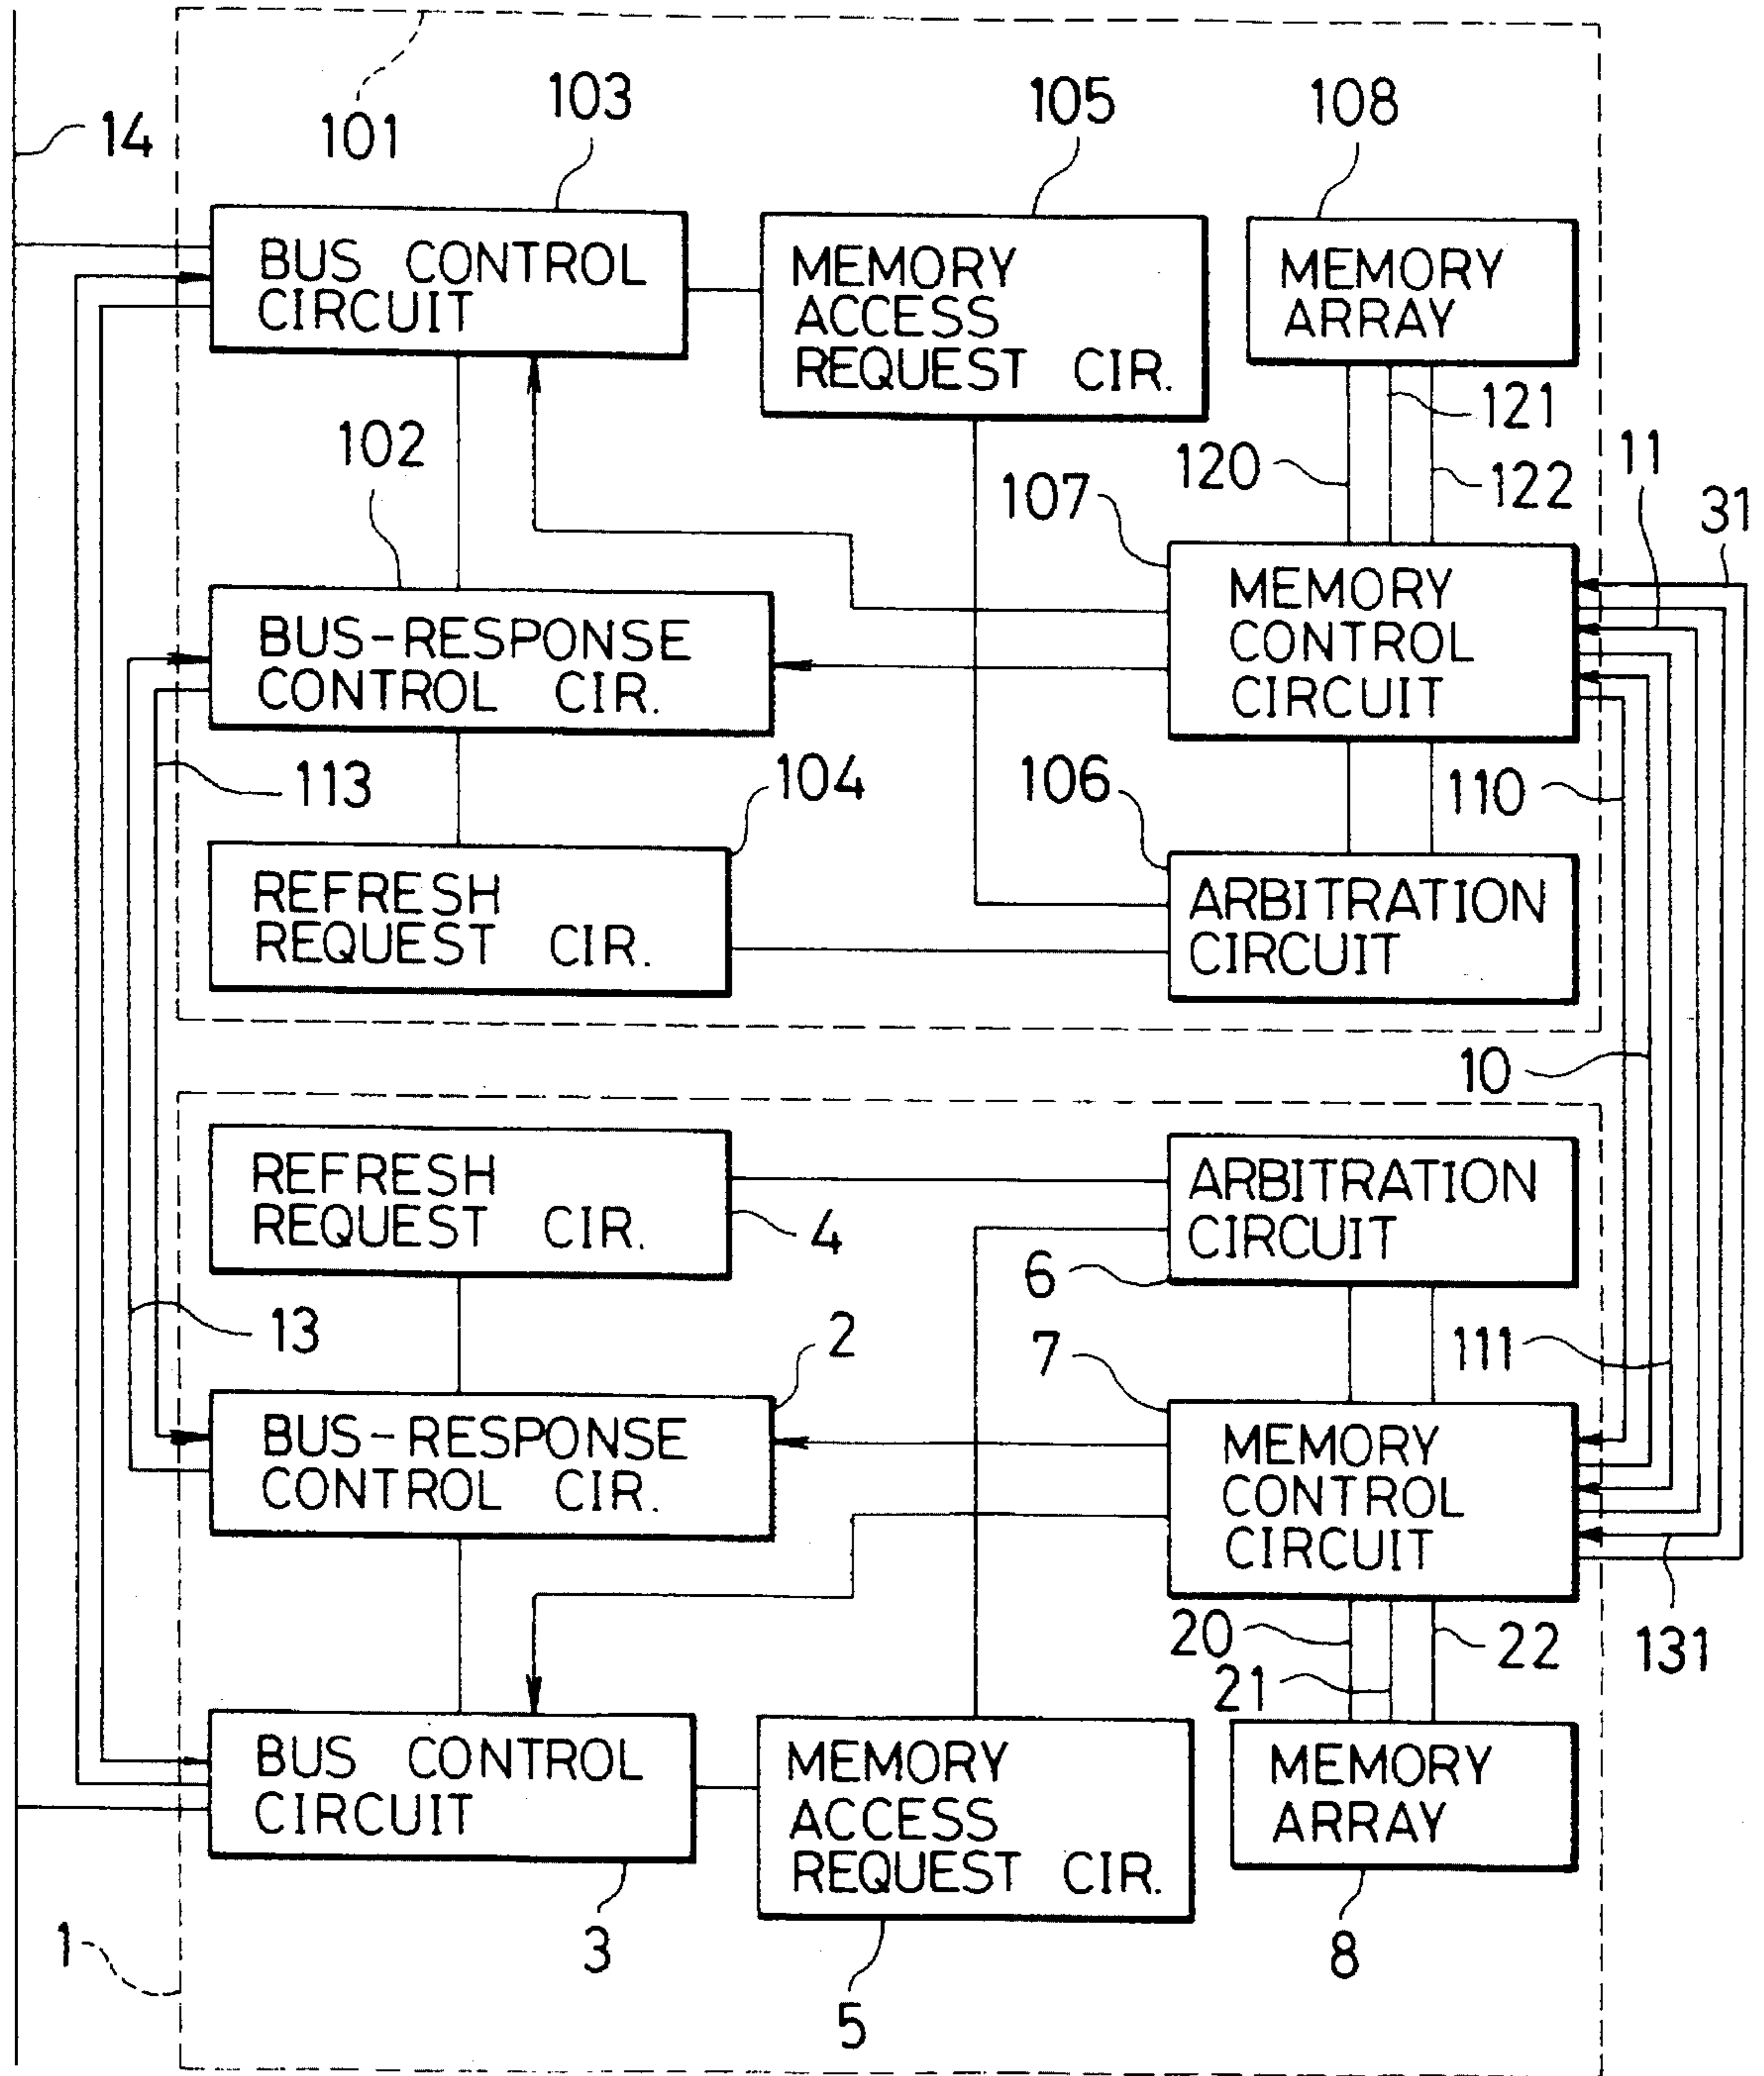 103
105
108
14
101
BUS CONTROL
CIRCUIT
MEMORY
ACCESS
REQUEST CIR.
MEMORY
ARRAY
121
102
120
122
11
107
31
BUS-RESPONSE
CONTROL CIR.
MEMORY
CONTROL
CIRCUIT
113
104
106
110
REFRESH
REQUEST CIR.
ARBITRATION
CIRCUIT
10
REFRESH
REQUEST CIR.
4
ARBITRATION
CIRCUIT
6
13
2
7
111
BUS-RESPONSE
CONTROL CIR.
MEMORY
CONTROL
CIRCUIT
20
21
22
131
BUS CONTROL
CIRCUIT
MEMORY
ACCESS
REQUEST CIR.
MEMORY
ARRAY
1
3
5
8